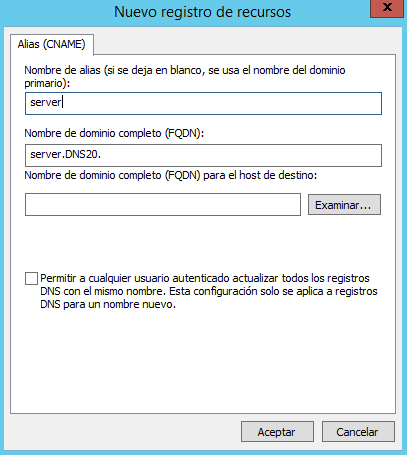 Nuevo registro de recursos
x
Alias (CNAME)
Nombre de alias (si se deja en blanco, se usa el nombre del dominio
primario):
server
Nombre de dominio completo (FQDN):
server.DNS20.
Nombre de dominio completo (FQDN) para el host de destino:
Examinar...
Permitir a cualquier usuario autenticado actualizar todos los registros
DNS con el mismo nombre. Esta configuración solo se aplica a registros
DNS para un nombre nuevo.
Aceptar
Cancelar